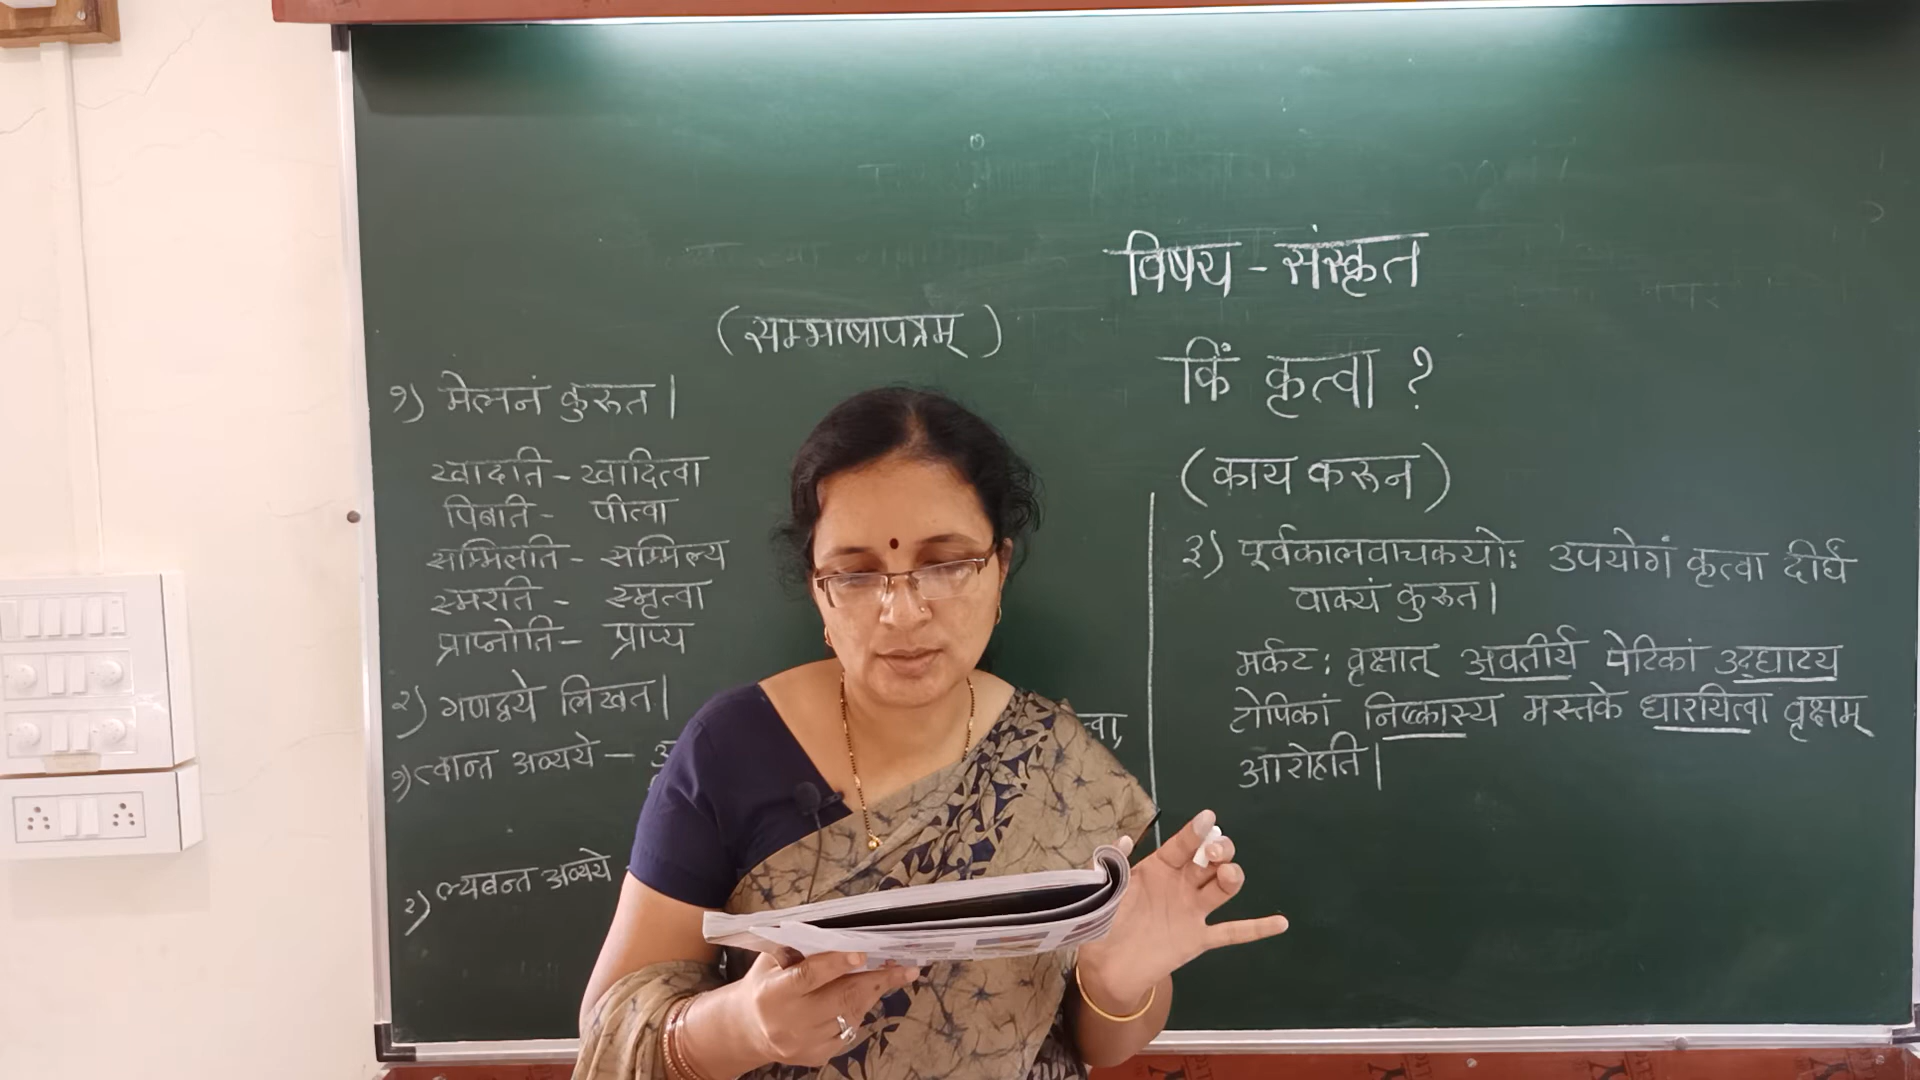 विषय - संस्कृत
(सम्भाषापत्रम्)
किं कृत्वा ?
(काय करून)
१) मेलनं कुरूत।
खादति - खादित्वा
पिबति - पीत्वा
सम्मिलति - सम्मिल्य
स्मरति - स्मृत्वा
प्राप्नोति - प्राप्य
२) गणद्वये लिखत।
१) त्वान्त अव्यये -
२) ल्यबन्त अव्यये -
३) पूर्वकालवाचकयोः उपयोगं कृत्वा दीर्घं
वाक्यं कुरूत।
मर्कटः वृक्षात् अवतीर्य पेटिकां उद्घाटय
टोपिकां निष्कास्य मस्तके धारयित्वा वृक्षम्
आरोहति।